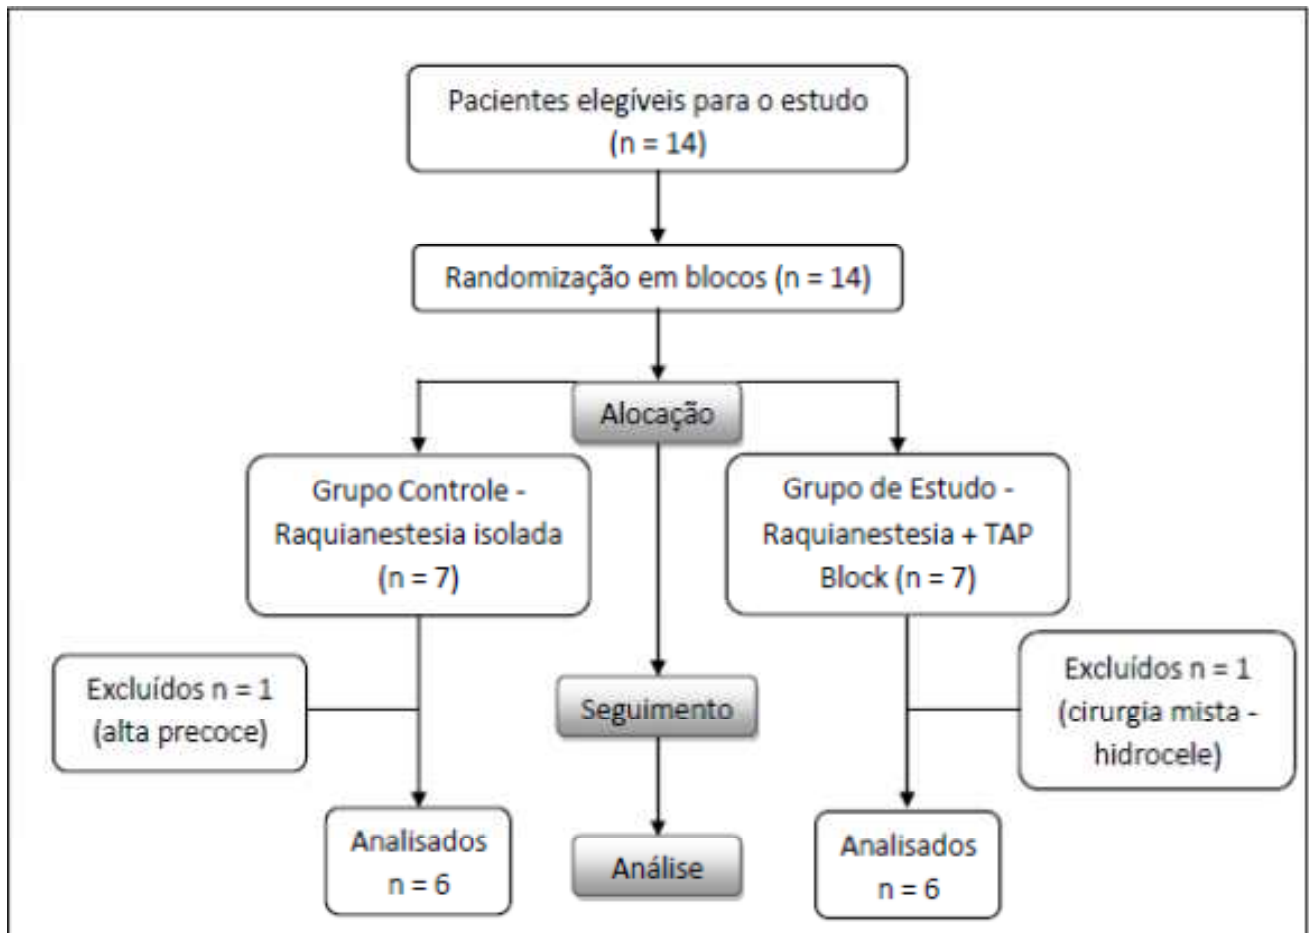 Pacientes elegíveis para o estudo
(n = 14)
Randomização em blocos (n = 14)
Alocação
Grupo Controle -
Raquianestesia isolada
(n = 7)
Grupo de Estudo -
Raquianestesia + TAP
Block (n = 7)
Excluídos n = 1
(alta precoce)
Seguimento
Excluídos n = 1
(cirurgia mista -
hidrocele)
Analisados
n = 6
Análise
Analisados
n = 6